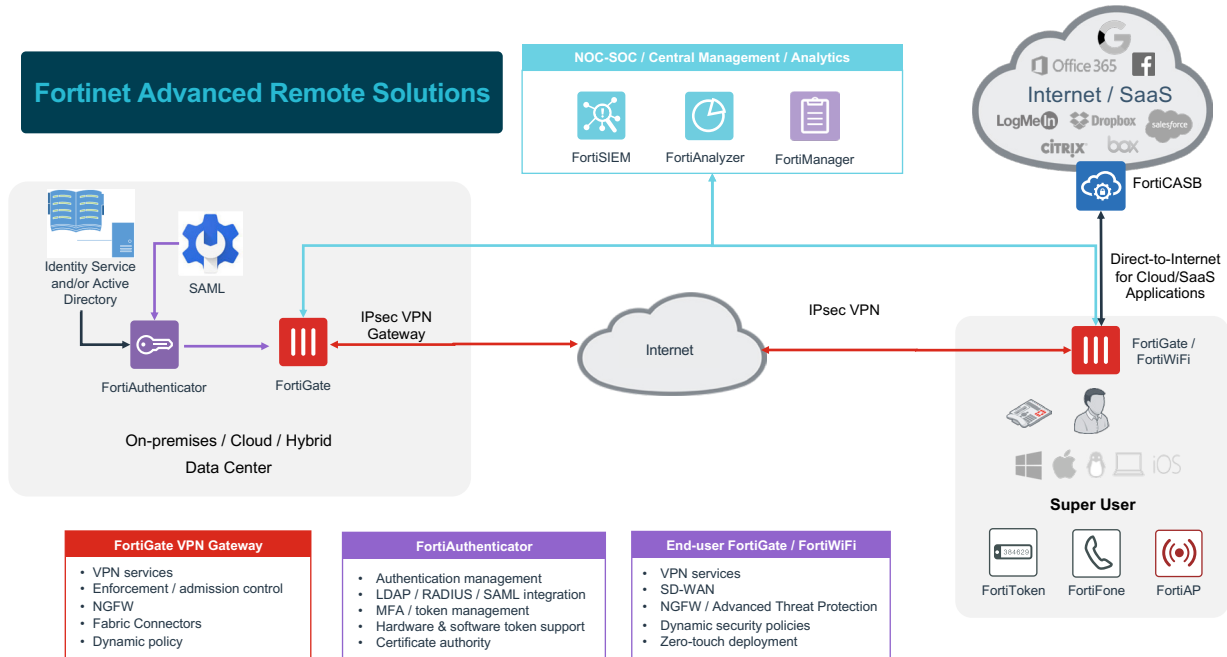 Fortinet Advanced Remote Solutions
NOC-SOC / Central Management / Analytics
FortiSIEM
FortiAnalyzer
FortiManager
Office 365
Internet / SaaS
LogMeIn
Dropbox
salesforce
CITRIX
box
FortiCASB
Direct-to-Internet
for Cloud/SaaS
Applications
Identity Service
and/or Active
Directory
SAML
FortiAuthenticator
FortiGate
IPsec VPN
Gateway
Internet
IPsec VPN
FortiGate /
FortiWiFi
On-premises / Cloud / Hybrid
Data Center
iOS
Super User
384629
FortiToken
FortiFone
FortiAP
FortiGate VPN Gateway
• VPN services
• Enforcement / admission control
• NGFW
• Fabric Connectors
• Dynamic policy
FortiAuthenticator
• Authentication management
• LDAP / RADIUS / SAML integration
• MFA / token management
• Hardware & software token support
• Certificate authority
End-user FortiGate / FortiWiFi
• VPN services
• SD-WAN
• NGFW / Advanced Threat Protection
• Dynamic security policies
• Zero-touch deployment